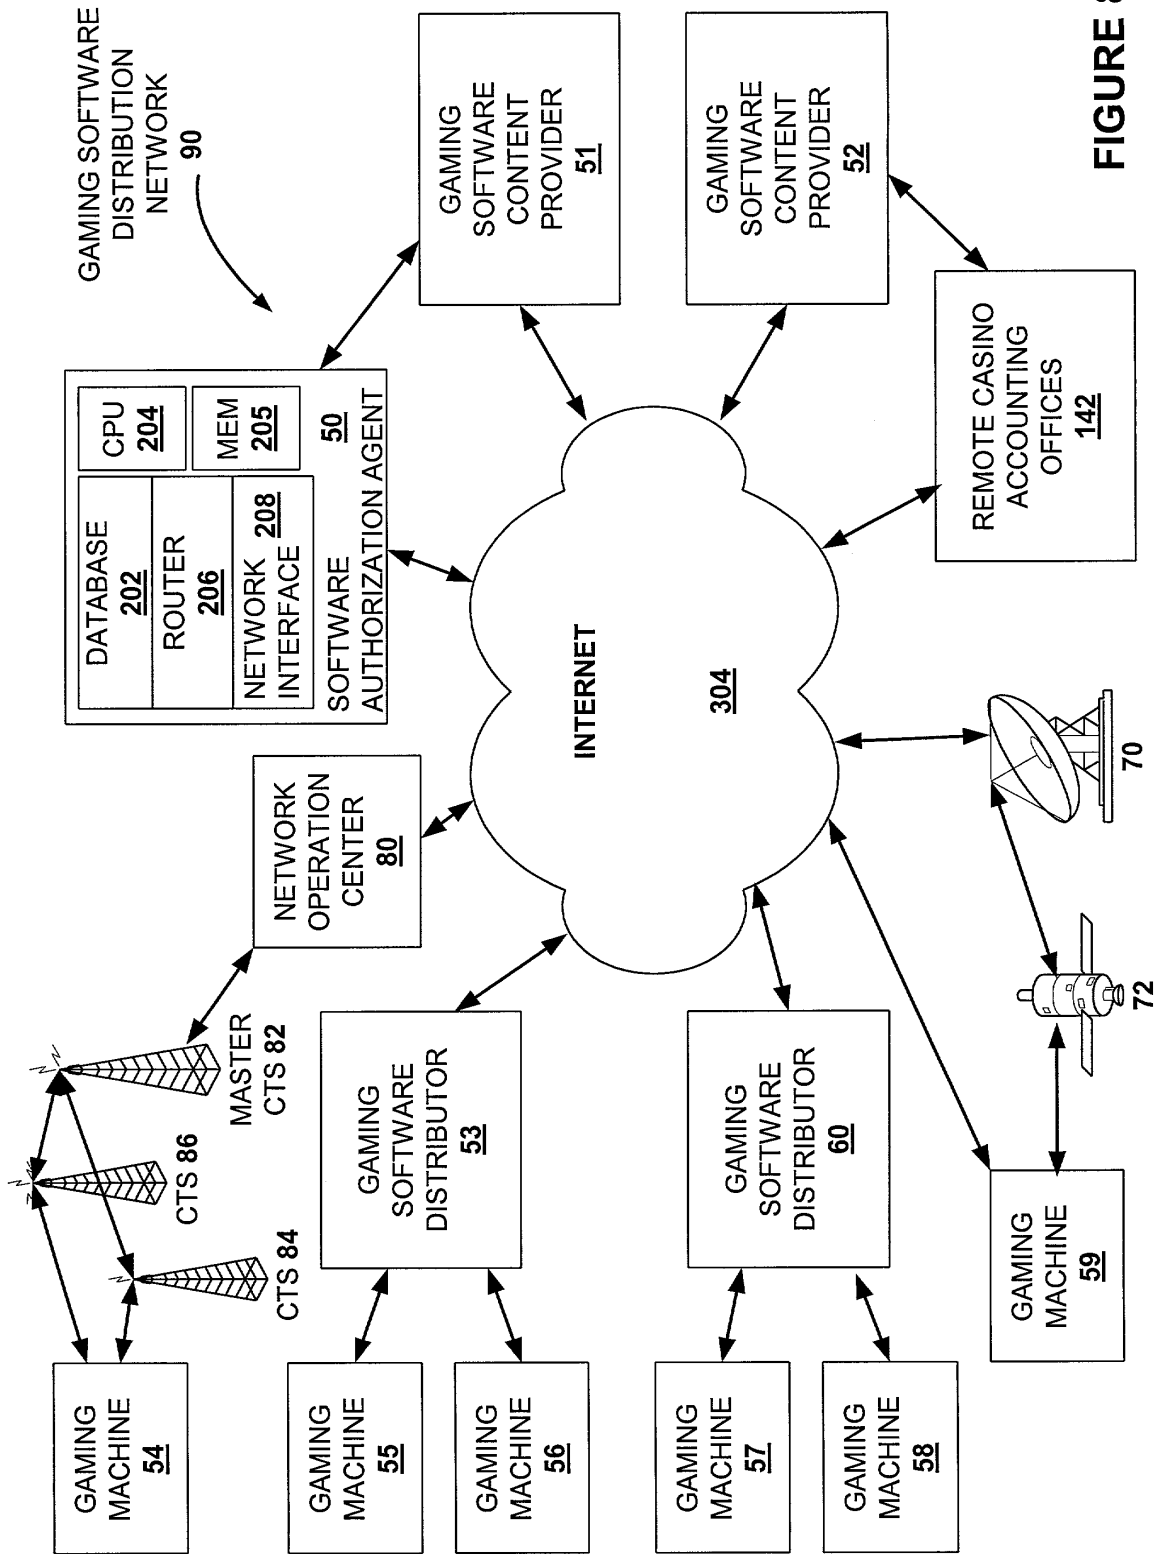 GAMING SOFTWARE
DISTRIBUTION
NETWORK
90
DATABASE
202
CPU
204
ROUTER
206
MEM
205
NETWORK
INTERFACE 208
SOFTWARE 50
AUTHORIZATION AGENT
GAMING
SOFTWARE
CONTENT
PROVIDER
51
GAMING
SOFTWARE
CONTENT
PROVIDER
52
REMOTE CASINO
ACCOUNTING
OFFICES
142
INTERNET
304
NETWORK
OPERATION
CENTER
80
MASTER
CTS 82
CTS 86
CTS 84
GAMING
SOFTWARE
DISTRIBUTOR
53
GAMING
SOFTWARE
DISTRIBUTOR
60
GAMING
MACHINE
54
GAMING
MACHINE
55
GAMING
MACHINE
56
GAMING
MACHINE
57
GAMING
MACHINE
58
GAMING
MACHINE
59
72
70
FIGURE